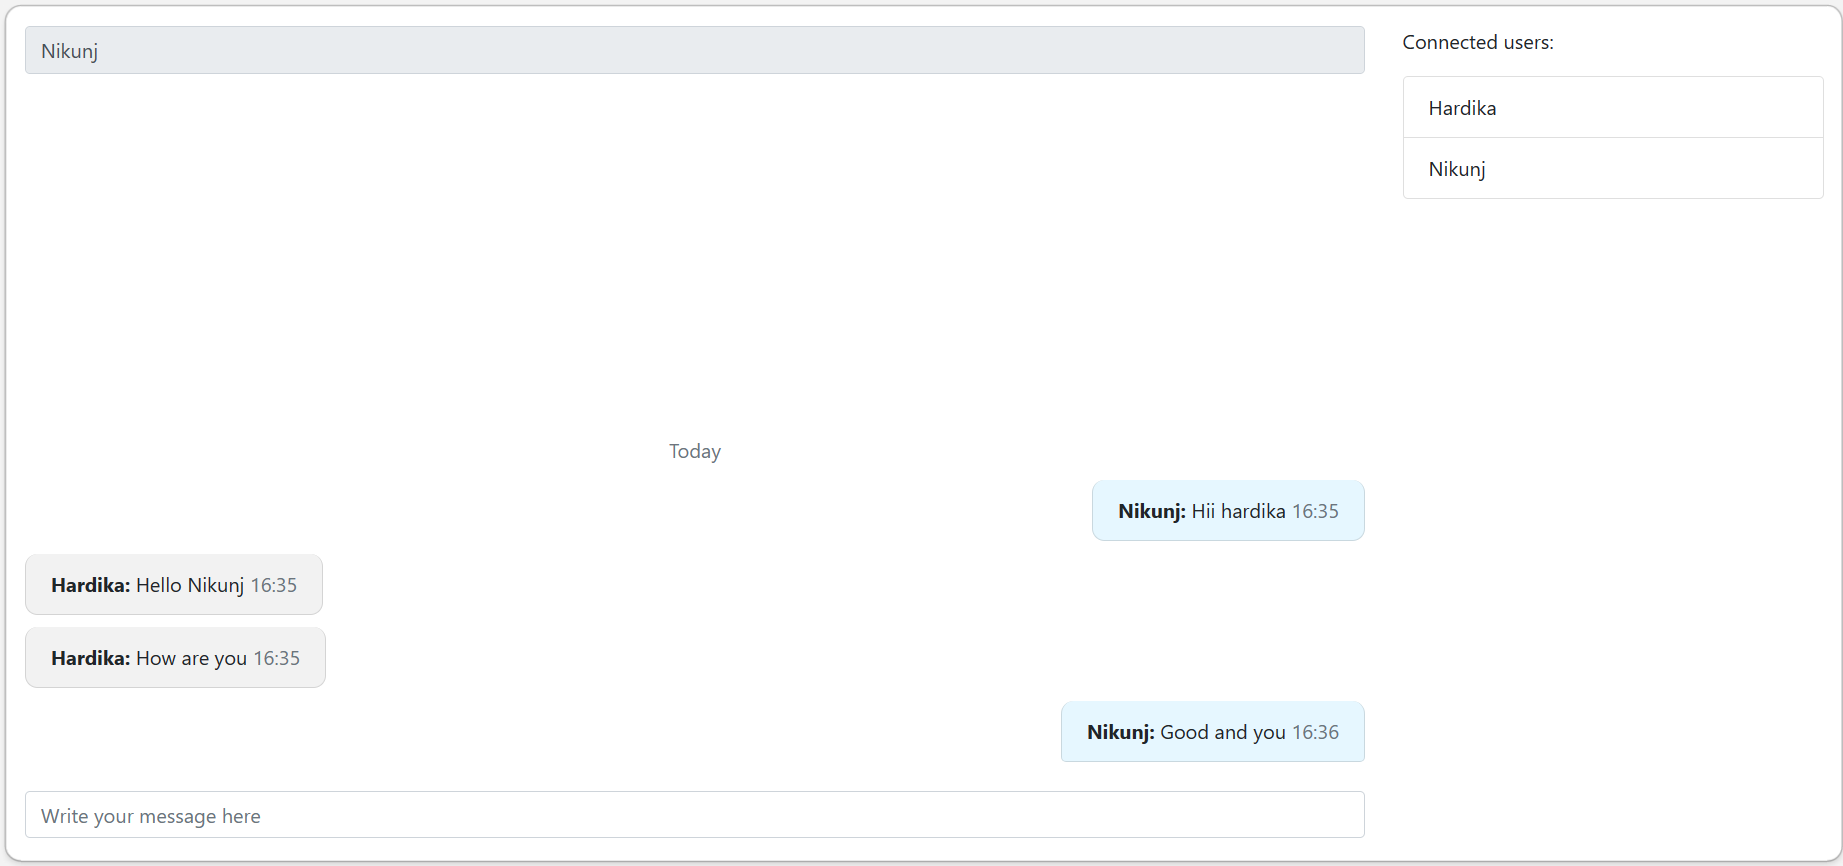 Nikunj
Connected users:
Hardika
Nikunj
Today
Nikunj: Hii hardika 16:35
Hardika: Hello Nikunj 16:35
Hardika: How are you 16:35
Nikunj: Good and you 16:36
Write your message here